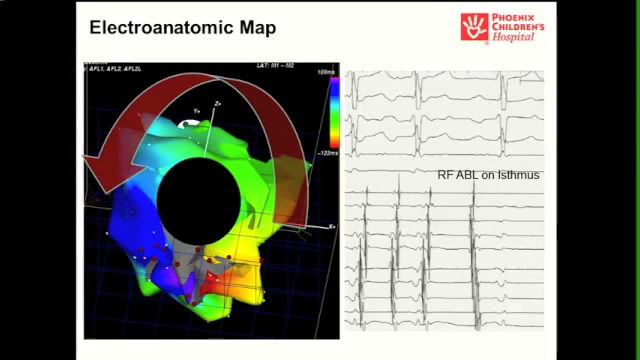 Electroanatomic Map
PHOENIX
CHILDREN'S
Hospital
AFL1, AFL2, AFL2L
LAT: M1 – M2
109ms
-123ms
Y+
Z+
X+
RF ABL on Isthmus